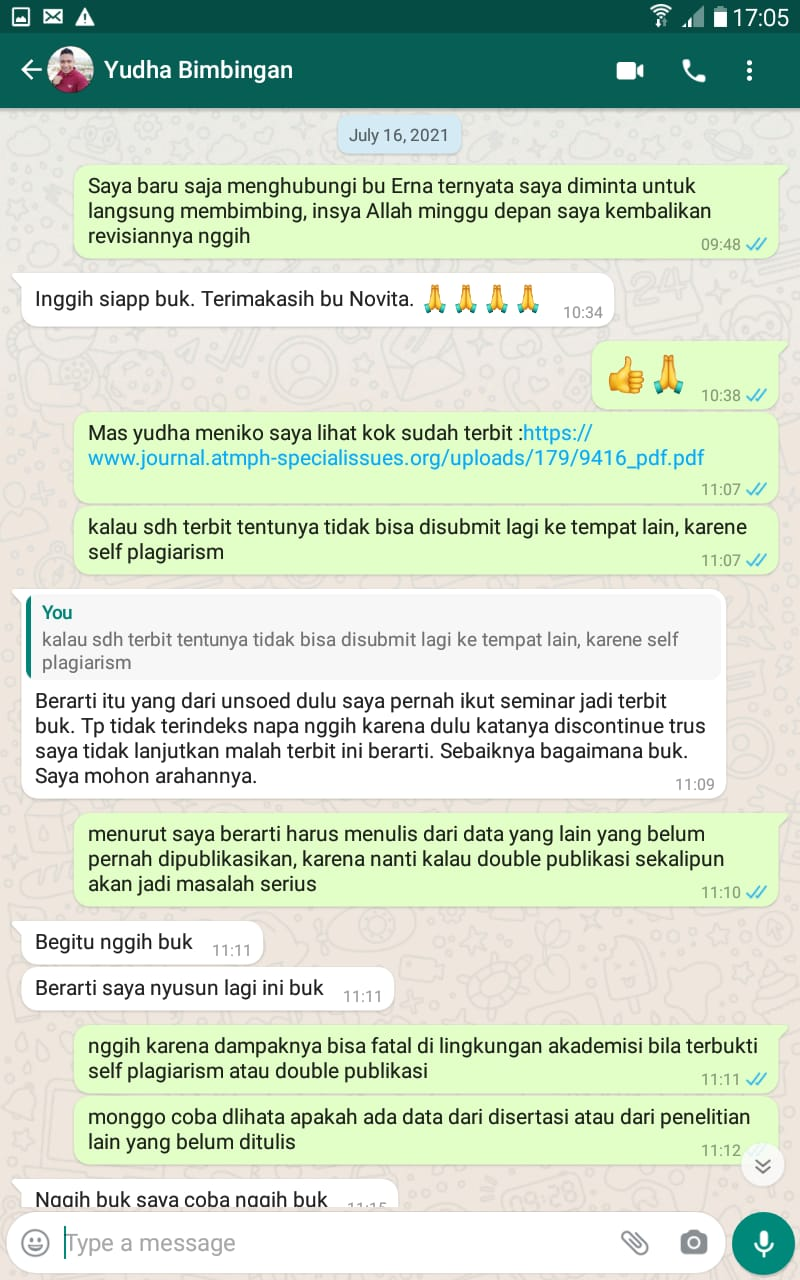 17:05
Yudha Bimbingan
July 16, 2021
Saya baru saja menghubungi bu Erna ternyata saya diminta untuk
langsung membimbing, insya Allah minggu depan saya kembalikan
revisiannya nggih
09:48
Inggih siapp buk. Terimakasih bu Novita. 🙏🙏🙏🙏
10:34
👍🙏
10:38
Mas yudha meniko saya lihat kok sudah terbit :https://
www.journal.atmph-specialissues.org/uploads/179/9416_pdf.pdf
11:07
kalau sdh terbit tentunya tidak bisa disubmit lagi ke tempat lain, karene
self plagiarism
11:07
You
kalau sdh terbit tentunya tidak bisa disubmit lagi ke tempat lain, karene self
plagiarism
Berarti itu yang dari unsoed dulu saya pernah ikut seminar jadi terbit
buk. Tp tidak terindeks napa nggih karena dulu katanya discontinue trus
saya tidak lanjutkan malah terbit ini berarti. Sebaiknya bagaimana buk.
Saya mohon arahannya.
11:09
menurut saya berarti harus menulis dari data yang lain yang belum
pernah dipublikasikan, karena nanti kalau double publikasi sekalipun
akan jadi masalah serius
11:10
Begitu nggih buk
11:11
Berarti saya nyusun lagi ini buk
11:11
nggih karena dampaknya bisa fatal di lingkungan akademisi bila terbukti
self plagiarism atau double publikasi
11:11
monggo coba dlihata apakah ada data dari disertasi atau dari penelitian
lain yang belum ditulis
11:12
Nggih buk saya coba nggih buk
11:15
Type a message